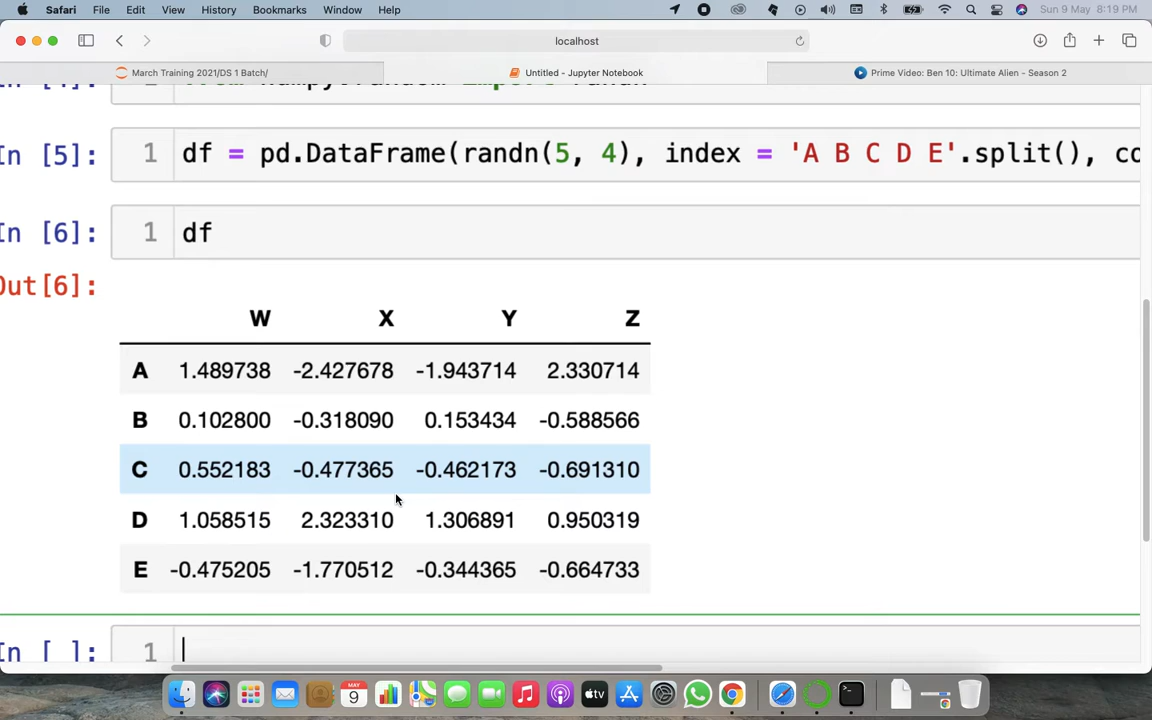 Safari File Edit View History Bookmarks Window Help Sun 9 May 8:19 PM
localhost
March Training 2021/DS 1 Batch/ Untitled - Jupyter Notebook Prime Video: Ben 10: Ultimate Alien - Season 2
In [5]: 1 df = pd.DataFrame(randn(5, 4), index = 'A B C D E'.split(), co
In [6]: 1 df
Out[6]:
W X Y Z
A 1.489738 -2.427678 -1.943714 2.330714
B 0.102800 -0.318090 0.153434 -0.588566
C 0.552183 -0.477365 -0.462173 -0.691310
D 1.058515 2.323310 1.306891 0.950319
E -0.475205 -1.770512 -0.344365 -0.664733
In [ ]: 1
MAY
9
tv